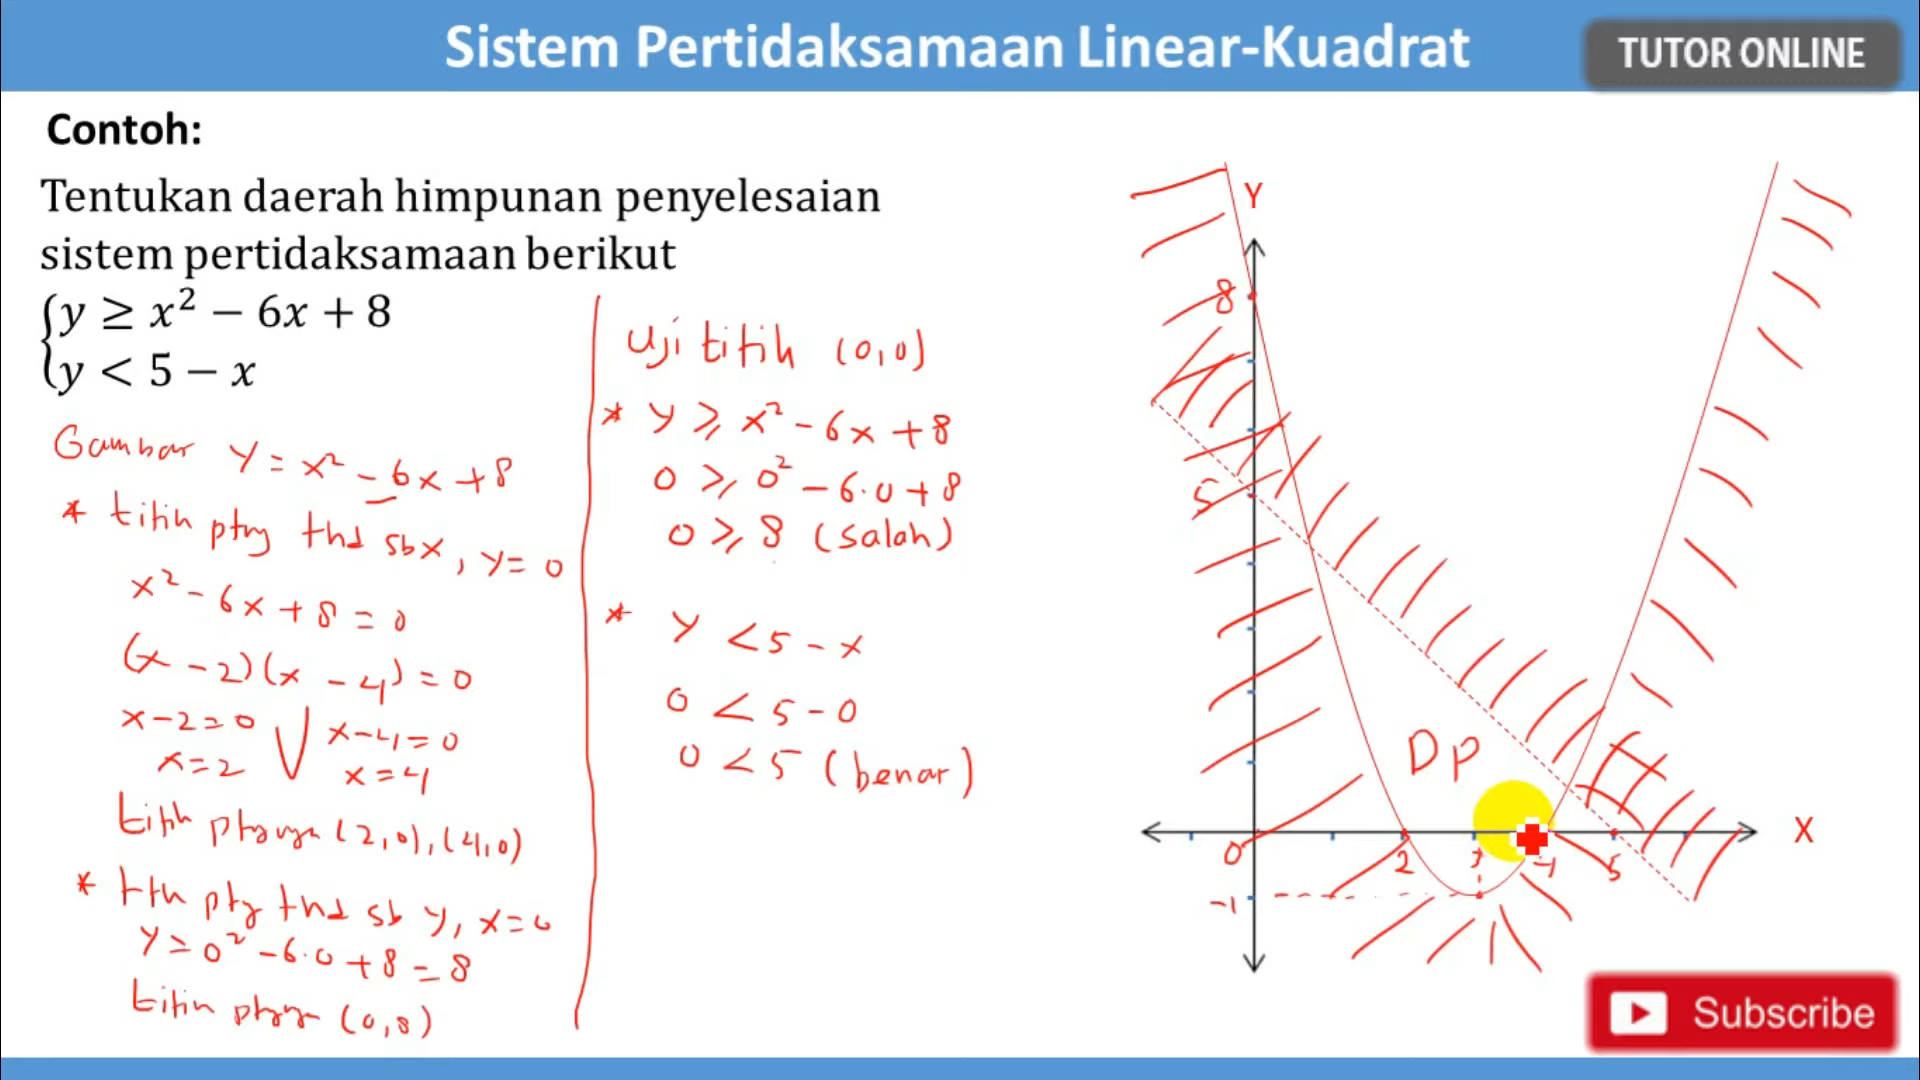 Sistem Pertidaksamaan Linear-Kuadrat
TUTOR ONLINE
Contoh:
Tentukan daerah himpunan penyelesaian
sistem pertidaksamaan berikut
y ≥ x² − 6x + 8
y < 5 − x
Gambar y = x² − 6x + 8
* titik ptg thd sbx, y = 0
x² − 6x + 8 = 0
(x − 2)(x − 4) = 0
x − 2 = 0 V x − 4 = 0
x = 2 x = 4
titik ptgnya (2,0), (4,0)
* ttk ptg thd sb y, x = 0
y = 0² − 6·0 + 8 = 8
titik ptgnya (0,8)
Uji titik (0,0)
* y ≥ x² − 6x + 8
0 ≥ 0² − 6·0 + 8
0 ≥ 8 (salah)
* y < 5 − x
0 < 5 − 0
0 < 5 (benar)
Y
8
5
DP
X
0 2 3 4 5
-1
Subscribe